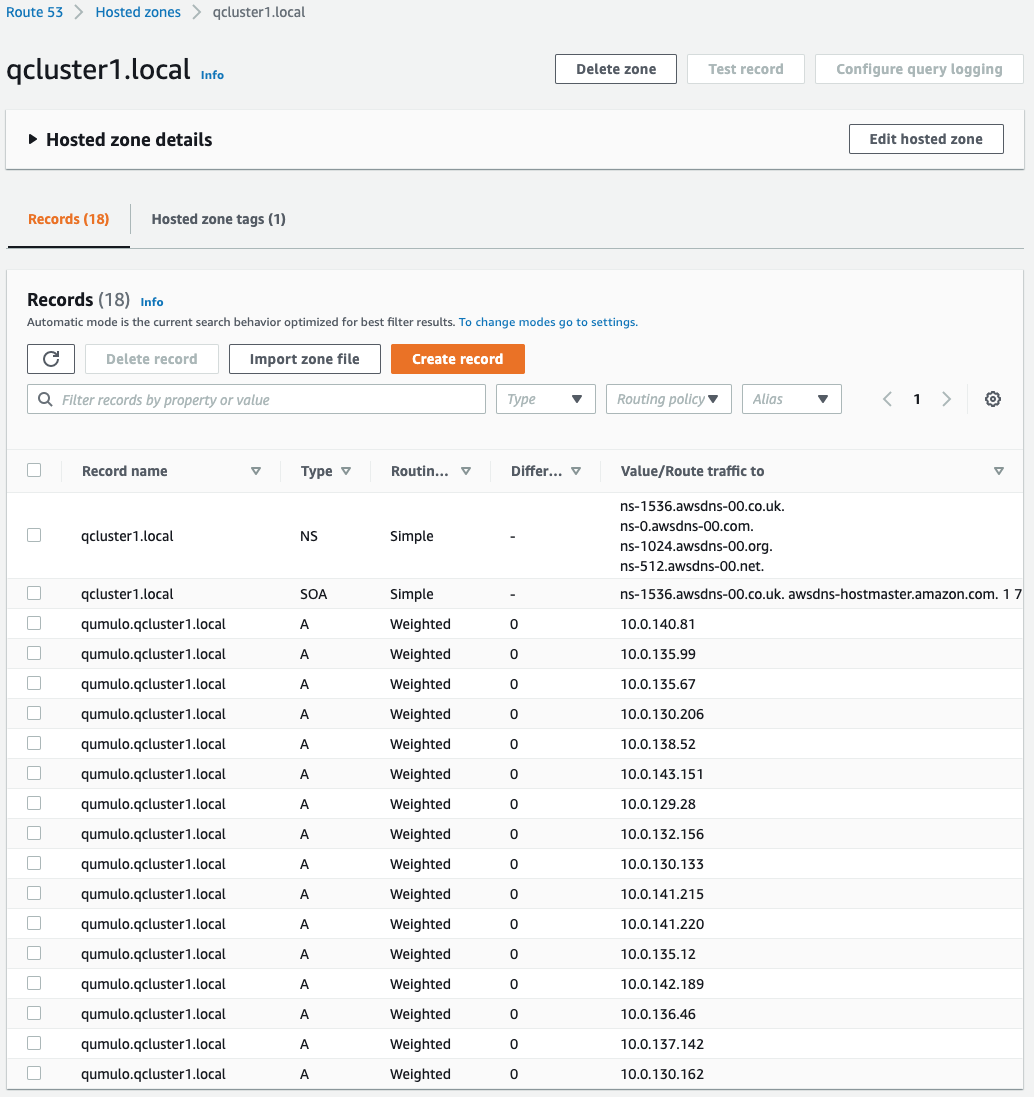 Route 53 > Hosted zones > qcluster1.local
qcluster1.local Info Delete zone Test record Configure query logging
Hosted zone details Edit hosted zone
Records (18) Hosted zone tags (1)
Records (18) Info
Automatic mode is the current search behavior optimized for best filter results. To change modes go to settings.
Delete record Import zone file Create record
Filter records by property or value Type Routing policy Alias 1
Record name Type Routin... Differ... Value/Route traffic to
ns-1536.awsdns-00.co.uk.
ns-0.awsdns-00.com.
qcluster1.local NS Simple -
ns-1024.awsdns-00.org.
ns-512.awsdns-00.net.
qcluster1.local SOA Simple - ns-1536.awsdns-00.co.uk. awsdns-hostmaster.amazon.com. 1 7
qumulo.qcluster1.local A Weighted 0 10.0.140.81
qumulo.qcluster1.local A Weighted 0 10.0.135.99
qumulo.qcluster1.local A Weighted 0 10.0.135.67
qumulo.qcluster1.local A Weighted 0 10.0.130.206
qumulo.qcluster1.local A Weighted 0 10.0.138.52
qumulo.qcluster1.local A Weighted 0 10.0.143.151
qumulo.qcluster1.local A Weighted 0 10.0.129.28
qumulo.qcluster1.local A Weighted 0 10.0.132.156
qumulo.qcluster1.local A Weighted 0 10.0.130.133
qumulo.qcluster1.local A Weighted 0 10.0.141.215
qumulo.qcluster1.local A Weighted 0 10.0.141.220
qumulo.qcluster1.local A Weighted 0 10.0.135.12
qumulo.qcluster1.local A Weighted 0 10.0.142.189
qumulo.qcluster1.local A Weighted 0 10.0.136.46
qumulo.qcluster1.local A Weighted 0 10.0.137.142
qumulo.qcluster1.local A Weighted 0 10.0.130.162